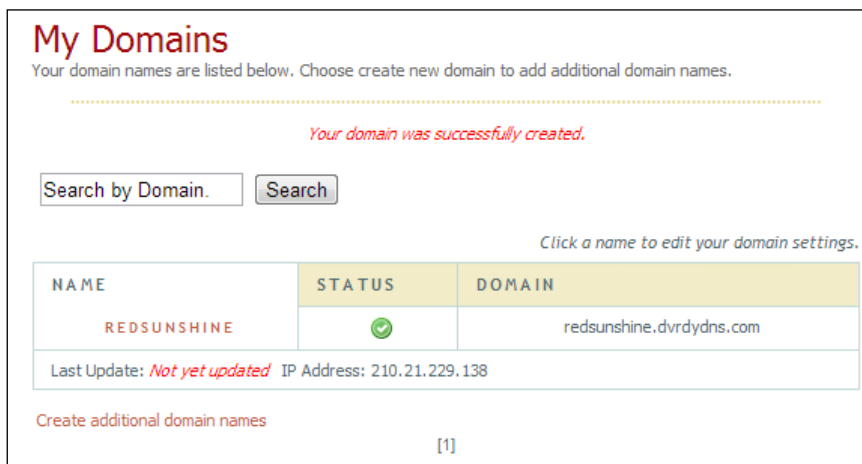 My Domains
Your domain names are listed below. Choose create new domain to add additional domain names.
Your domain was successfully created.
Search by Domain. Search
Click a name to edit your domain settings.
NAME STATUS DOMAIN
REDSUNSHINE redsunshine.dvrdydns.com
Last Update: Not yet updated IP Address: 210.21.229.138
Create additional domain names
[1]